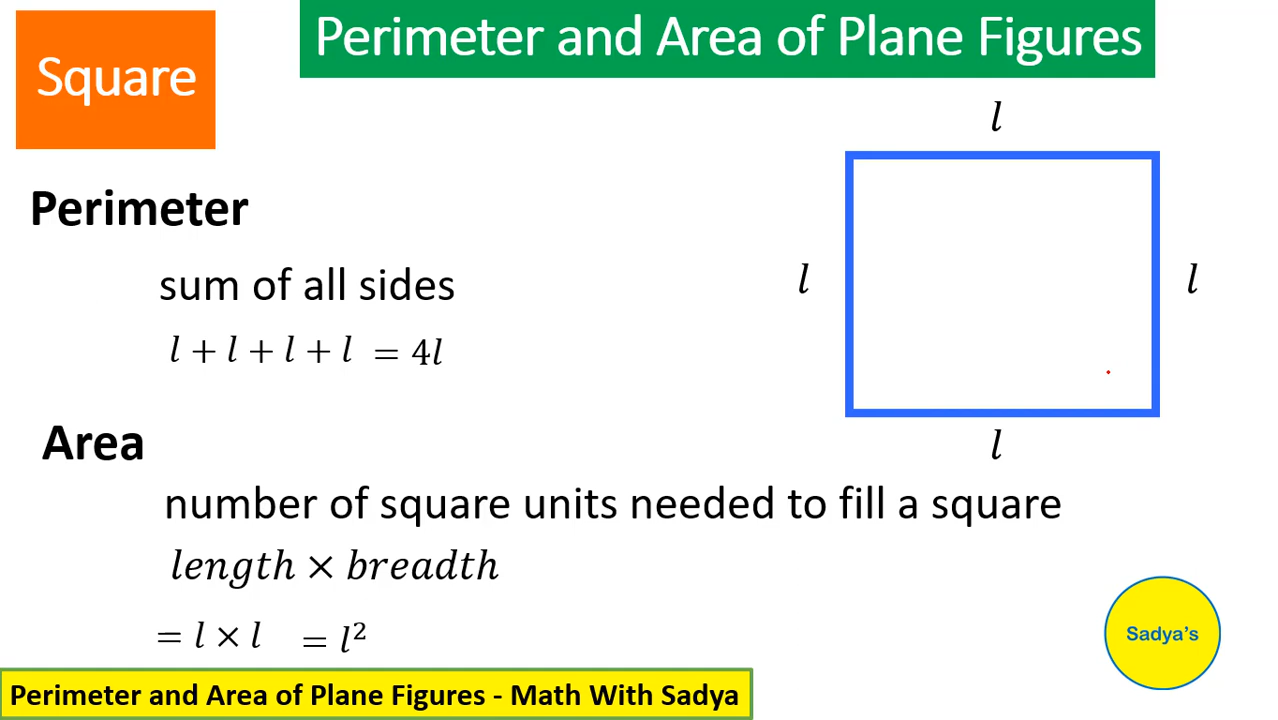 Perimeter and Area of Plane Figures
Square
l
Perimeter
l
l
sum of all sides
l + l + l + l = 4l
Area
l
number of square units needed to fill a square
length × breadth
= l × l = l²
Sadya's
Perimeter and Area of Plane Figures - Math With Sadya